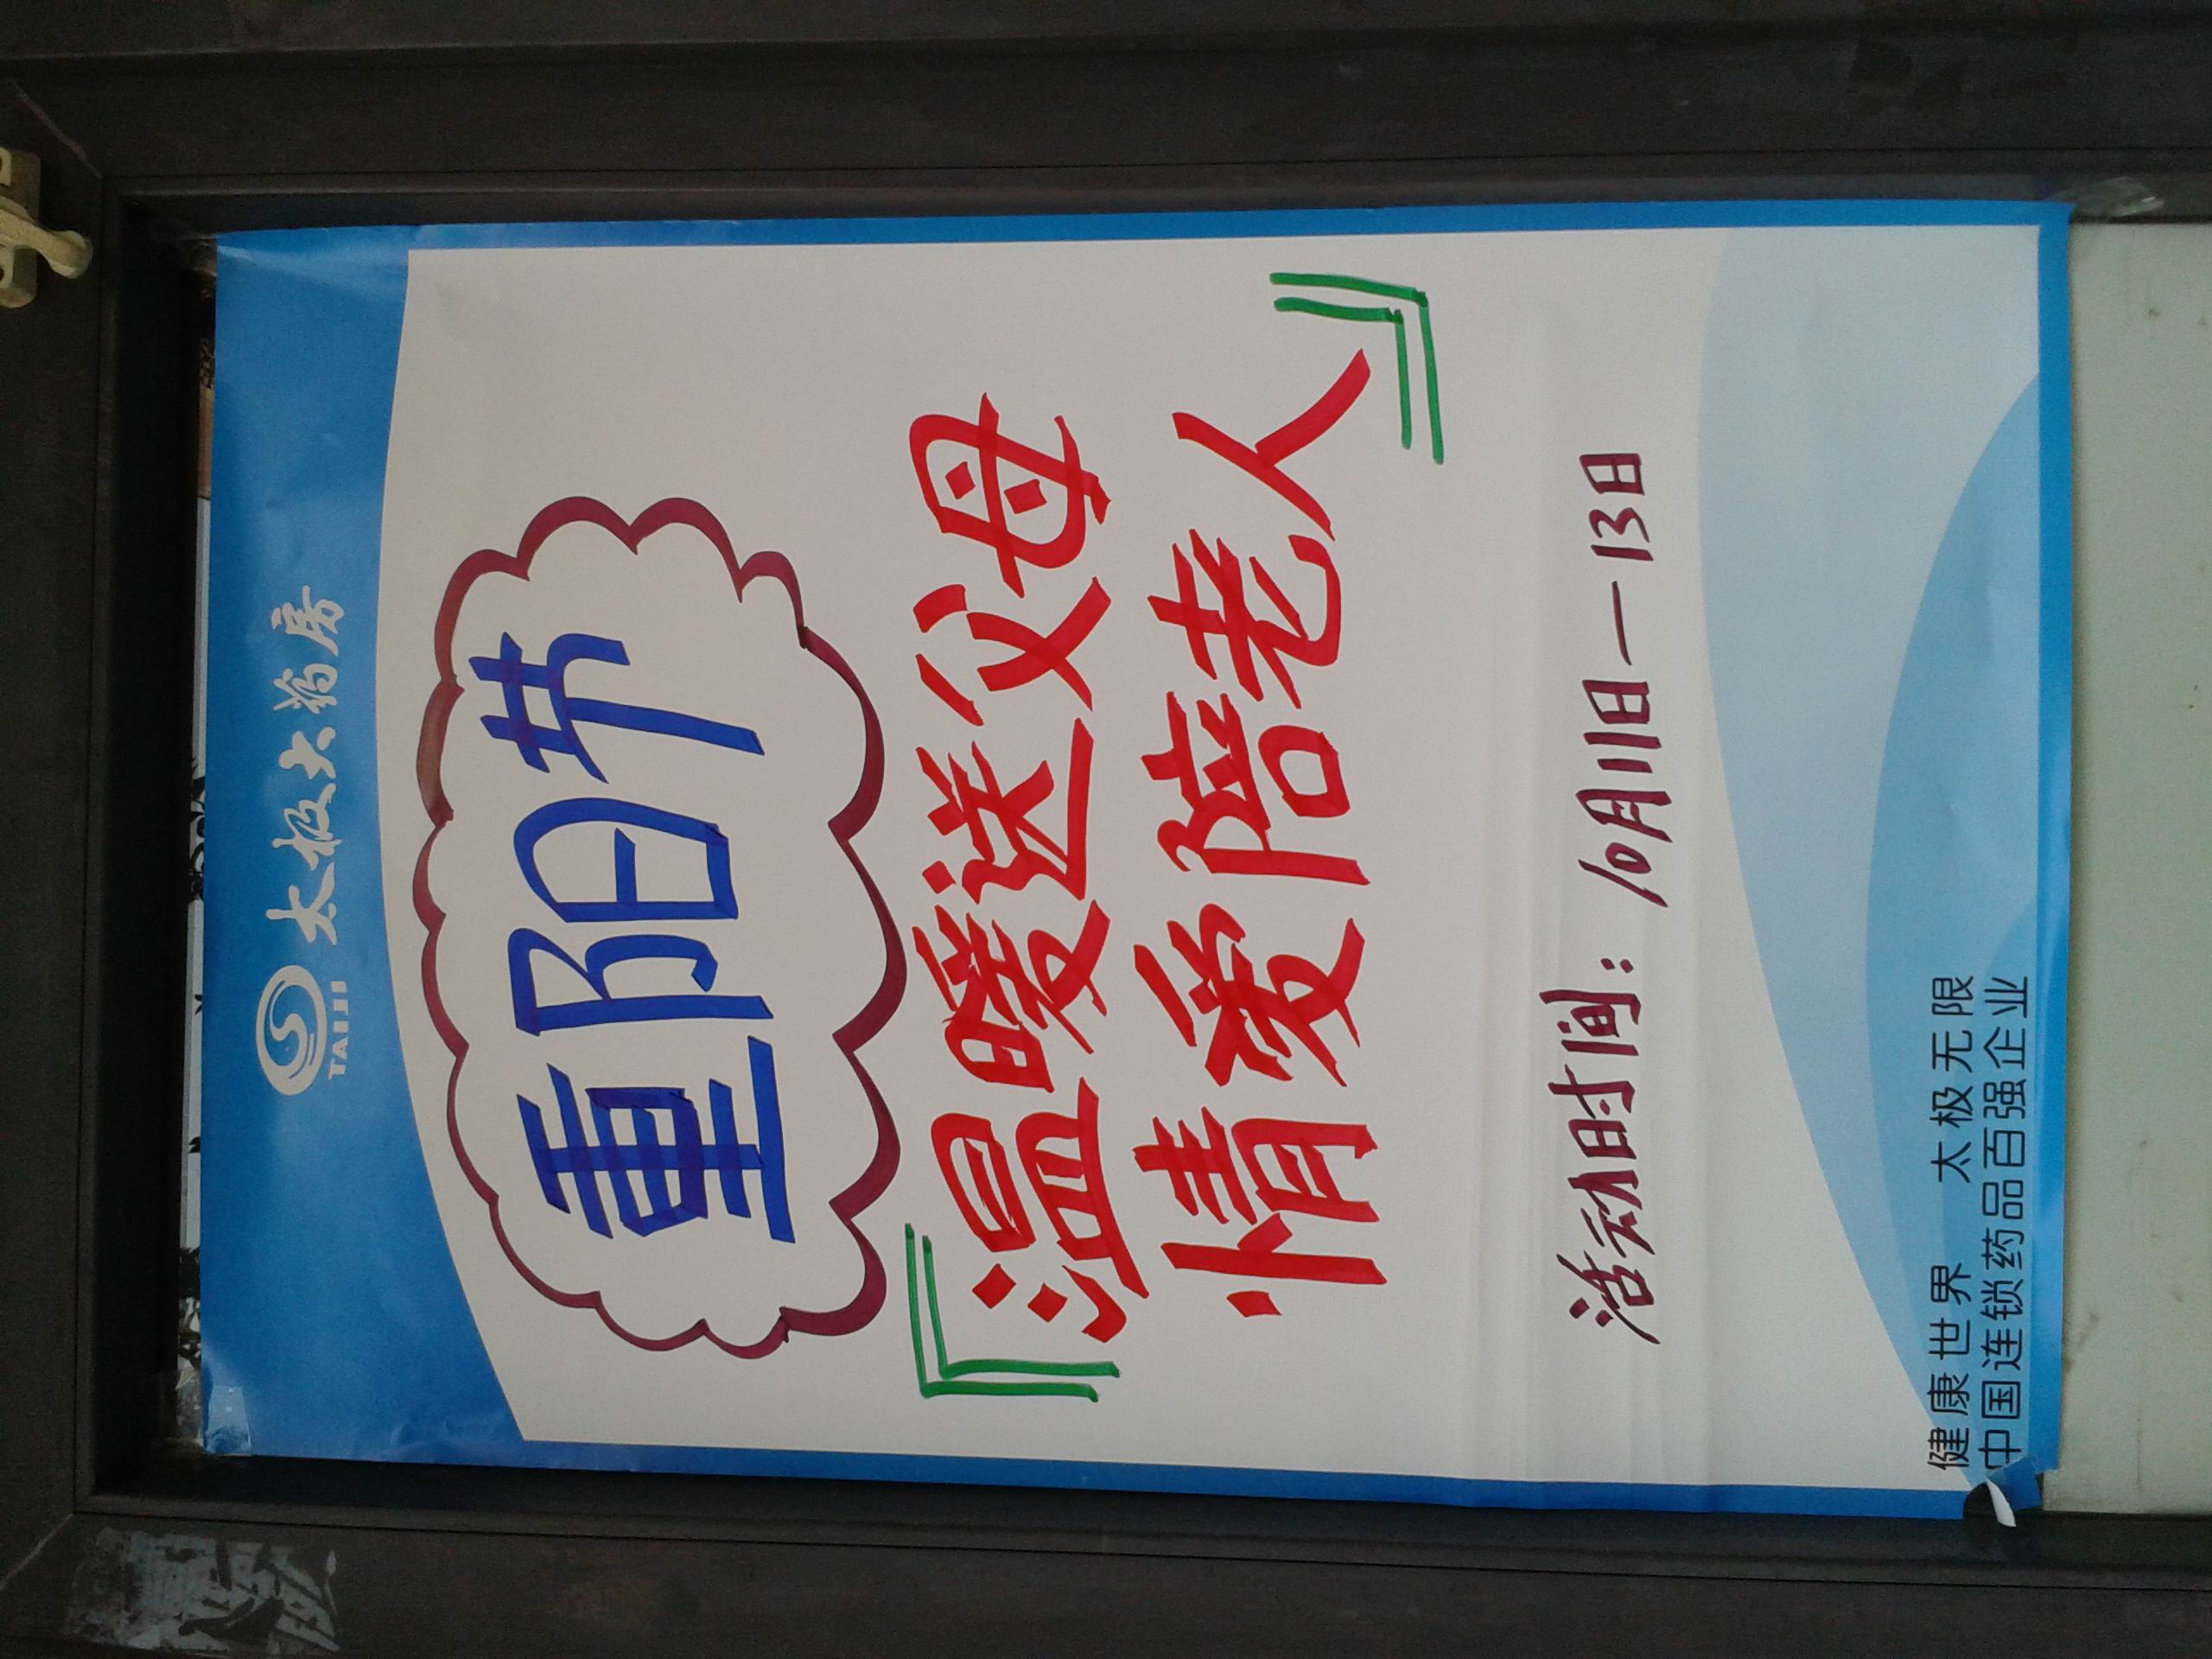 太极大药房
TAIJI
重阳节
『温暖送父母
情爱陪老人』
活动时间：10月11日—13日
健康世界 太极无限
中国连锁药品百强企业